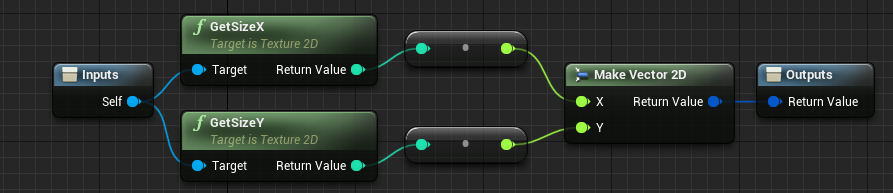 Inputs
Self
GetSizeX
Target is Texture 2D
Target Return Value
GetSizeY
Target is Texture 2D
Target Return Value
Make Vector 2D
X Return Value
Y
Outputs
Return Value